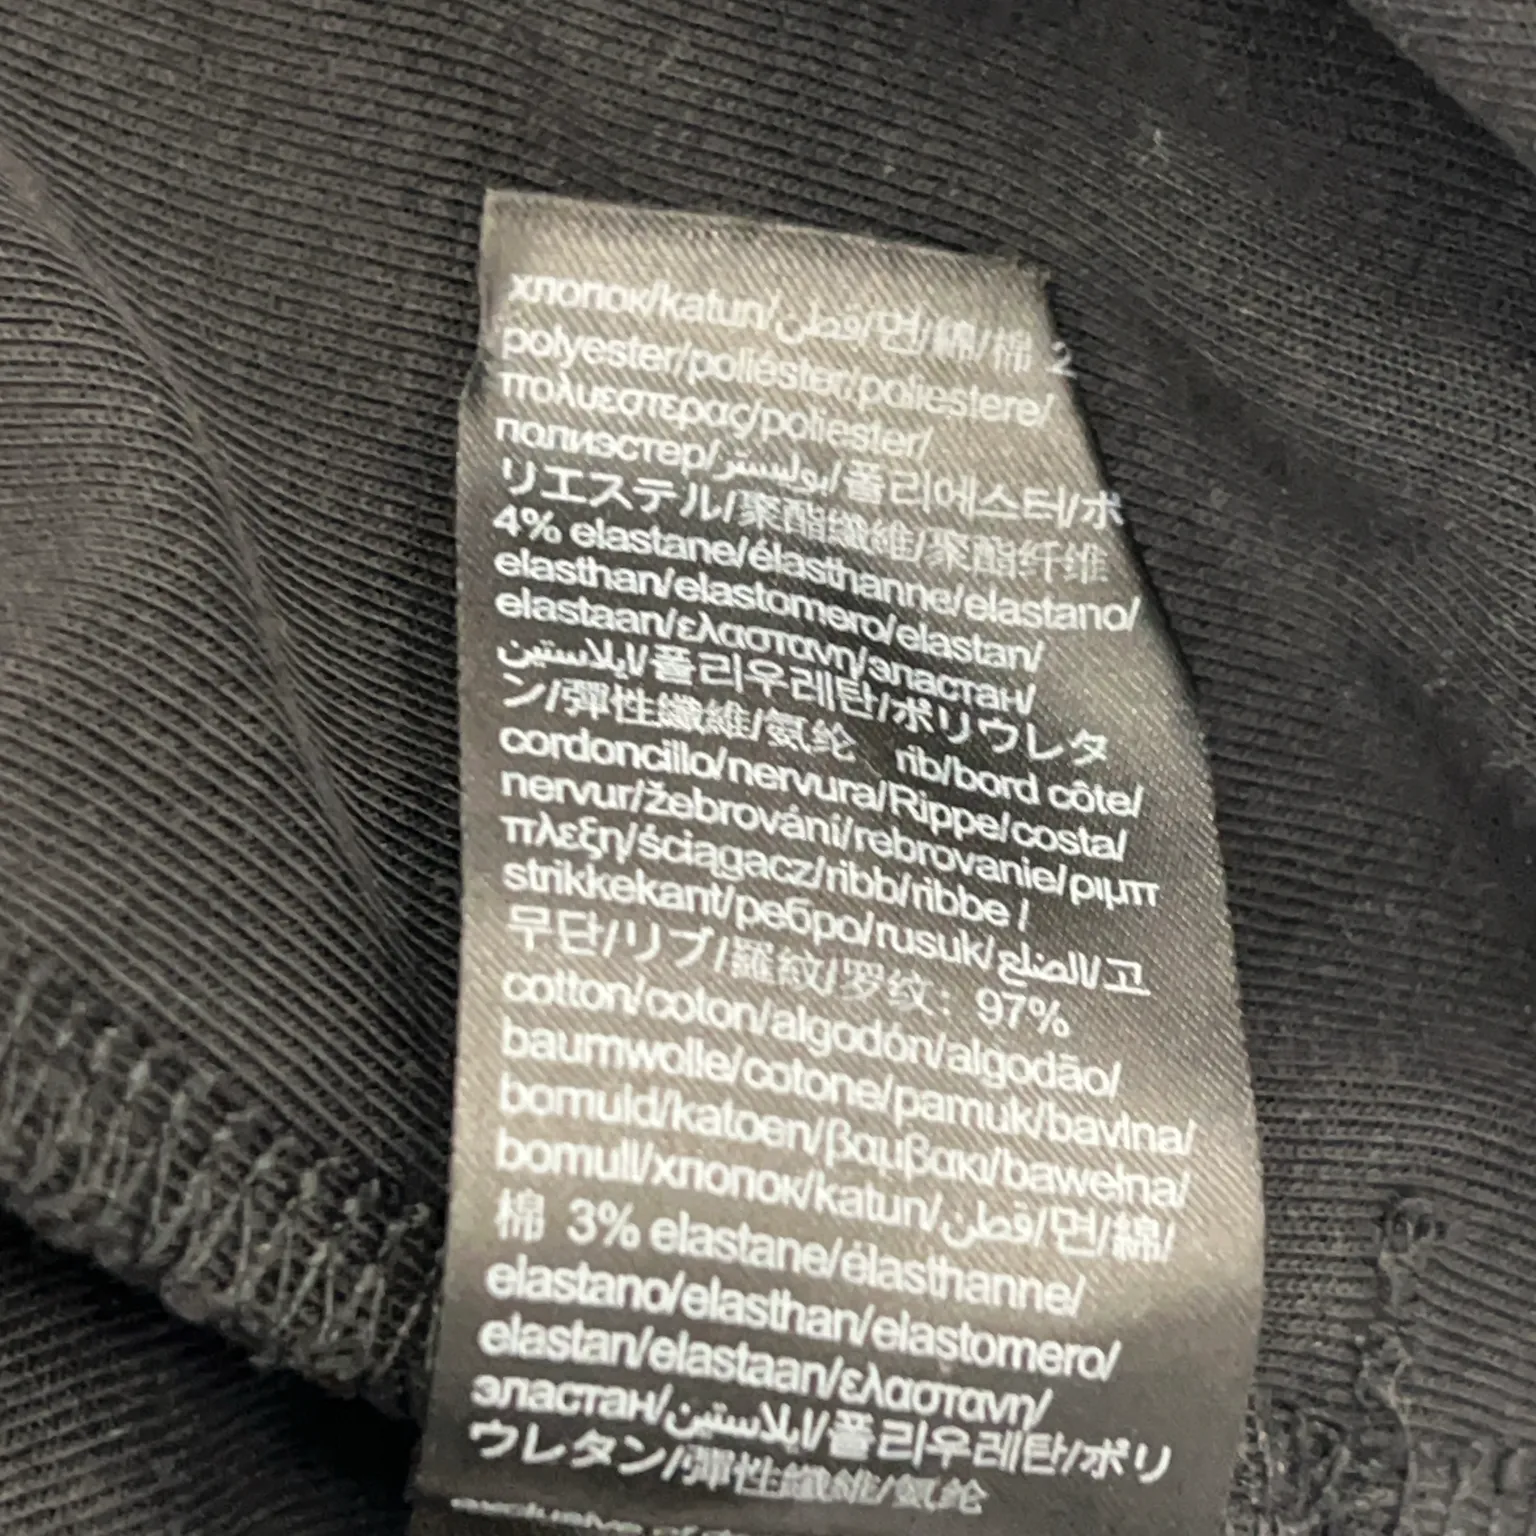 хлопок/katun/قطن/면/綿/棉 2
polyester/poliester/poliestere/
πολυεστερας/poliester/
полиэстер/بوليستر/폴리에스터/ポ
リエステル/聚酯纖維/聚酯纤维
4% elastane/élasthanne/elastano/
elasthan/elastomero/elastan/
elastaan/ελαστανη/эластан/
ايلاستين/폴리우레탄/ポリウレタ
ン/彈性纖維/氨纶 rib/bord côte/
cordoncillo/nervura/Rippe/costa/
nervur/žebrování/rebrovanie/ριμπ
πλεξη/ściągacz/ribb/ribbe /
strikkekant/ребро/rusuk/الضلع/고
무단/リブ/羅紋/罗纹: 97%
cotton/coton/algodón/algodão/
baumwolle/cotone/pamuk/bavlna/
bomuld/katoen/βαμβακι/bawełna/
bomull/хлопок/katun/قطن/면/綿/
棉 3% elastane/élasthanne/
elastano/elasthan/elastomero/
elastan/elastaan/ελαστανη/
эластан/ايلاستين/폴리우레탄/ポリ
ウレタン/彈性纖維/氨纶